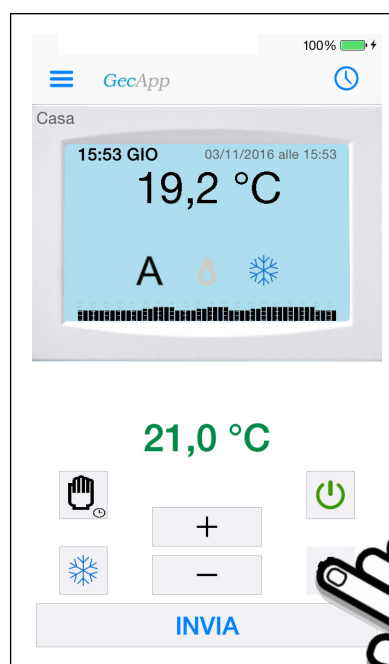 100%
GecApp
Casa
15:53 GIO 03/11/2016 alle 15:53
19,2 °C
A
21,0 °C
+
−
INVIA